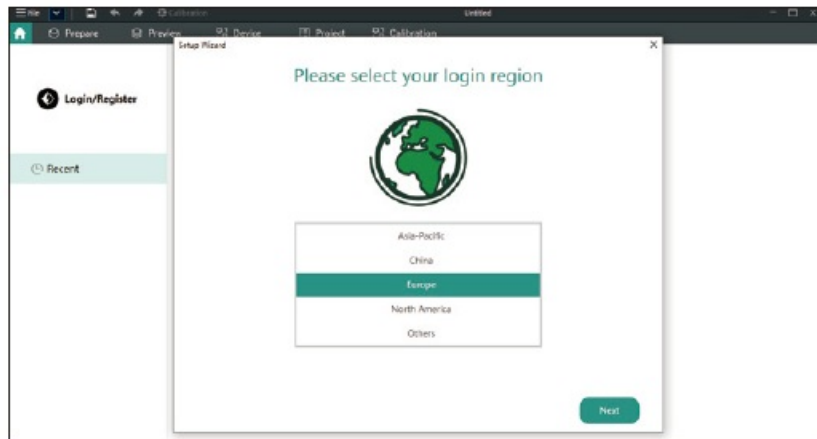 File Calibration Untitled
Prepare Preview Device Project Calibration
Setup Wizard
Please select your login region
Login/Register
Recent
Asia-Pacific
China
Europe
North America
Others
Next